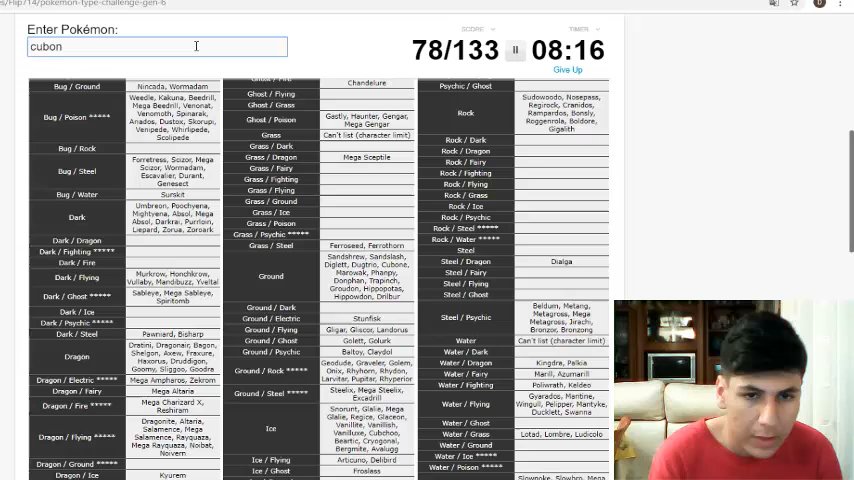 es/Flip714/pokemon-type-challenge-gen-6
Enter Pokémon:
cubon
SCORE
78/133
TIMER
08:16
Give Up
Bug / Ground
Nincada, Wormadam
Bug / Poison *****
Weedle, Kakuna, Beedrill,
Mega Beedrill, Venonat,
Venomoth, Spinarak,
Ariados, Dustox, Skorupi,
Venipede, Whirlipede,
Scolipede
Bug / Rock
Bug / Steel
Forretress, Scizor, Mega
Scizor, Wormadam,
Escavalier, Durant,
Genesect
Bug / Water
Surskit
Dark
Umbreon, Poochyena,
Mightyena, Absol, Mega
Absol, Darkrai, Purrloin,
Liepard, Zorua, Zoroark
Dark / Dragon
Dark / Fighting *****
Dark / Fire
Dark / Flying
Murkrow, Honchkrow,
Vullaby, Mandibuzz, Yveltal
Dark / Ghost *****
Sableye, Mega Sableye,
Spiritomb
Dark / Ice
Dark / Psychic *****
Dark / Steel
Pawniard, Bisharp
Dragon
Dratini, Dragonair, Bagon,
Shelgon, Axew, Fraxure,
Haxorus, Druddigon,
Goomy, Sliggoo, Goodra
Dragon / Electric *****
Mega Ampharos, Zekrom
Dragon / Fairy
Mega Altaria
Dragon / Fire *****
Mega Charizard X,
Reshiram
Dragon / Flying *****
Dragonite, Altaria,
Salamence, Mega
Salamence, Rayquaza,
Mega Rayquaza, Noibat,
Noivern
Dragon / Ground *****
Dragon / Ice
Kyurem
Ghost / Fire
Chandelure
Ghost / Flying
Ghost / Grass
Ghost / Poison
Gastly, Haunter, Gengar,
Mega Gengar
Grass
Can't list (character limit)
Grass / Dark
Grass / Dragon
Mega Sceptile
Grass / Fairy
Grass / Fighting
Grass / Flying
Grass / Ground
Grass / Ice
Grass / Poison
Grass / Psychic *****
Grass / Steel
Ferroseed, Ferrothorn
Ground
Sandshrew, Sandslash,
Diglett, Dugtrio, Cubone,
Marowak, Phanpy,
Donphan, Trapinch,
Groudon, Hippopotas,
Hippowdon, Drilbur
Ground / Dark
Ground / Electric
Stunfisk
Ground / Flying
Gligar, Gliscor, Landorus
Ground / Ghost
Golett, Golurk
Ground / Psychic
Baltoy, Claydol
Ground / Rock *****
Geodude, Graveler, Golem,
Onix, Rhyhorn, Rhydon,
Larvitar, Pupitar, Rhyperior
Ground / Steel *****
Steelix, Mega Steelix,
Excadrill
Ice
Snorunt, Glalie, Mega
Glalie, Regice, Glaceon,
Vanillite, Vanillish,
Vanilluxe, Cubchoo,
Beartic, Cryogonal,
Bergmite, Avalugg
Ice / Flying
Articuno, Delibird
Ice / Ghost
Froslass
Psychic / Ghost
Rock
Sudowoodo, Nosepass,
Regirock, Cranidos,
Rampardos, Bonsly,
Roggenrola, Boldore,
Gigalith
Rock / Dark
Rock / Dragon
Rock / Fairy
Rock / Fighting
Rock / Flying
Rock / Grass
Rock / Ice
Rock / Psychic
Rock / Steel *****
Rock / Water *****
Steel
Steel / Dragon
Dialga
Steel / Fairy
Steel / Flying
Steel / Ghost
Steel / Psychic
Beldum, Metang,
Metagross, Mega
Metagross, Jirachi,
Bronzor, Bronzong
Water
Can't list (character limit)
Water / Dark
Water / Dragon
Kingdra, Palkia
Water / Fairy
Marill, Azumarill
Water / Fighting
Poliwrath, Keldeo
Water / Flying
Gyarados, Mantine,
Wingull, Pelipper, Mantyke,
Ducklett, Swanna
Water / Ghost
Water / Grass
Lotad, Lombre, Ludicolo
Water / Ground
Water / Ice *****
Water / Poison *****
Slowpoke, Slowbro, Mega